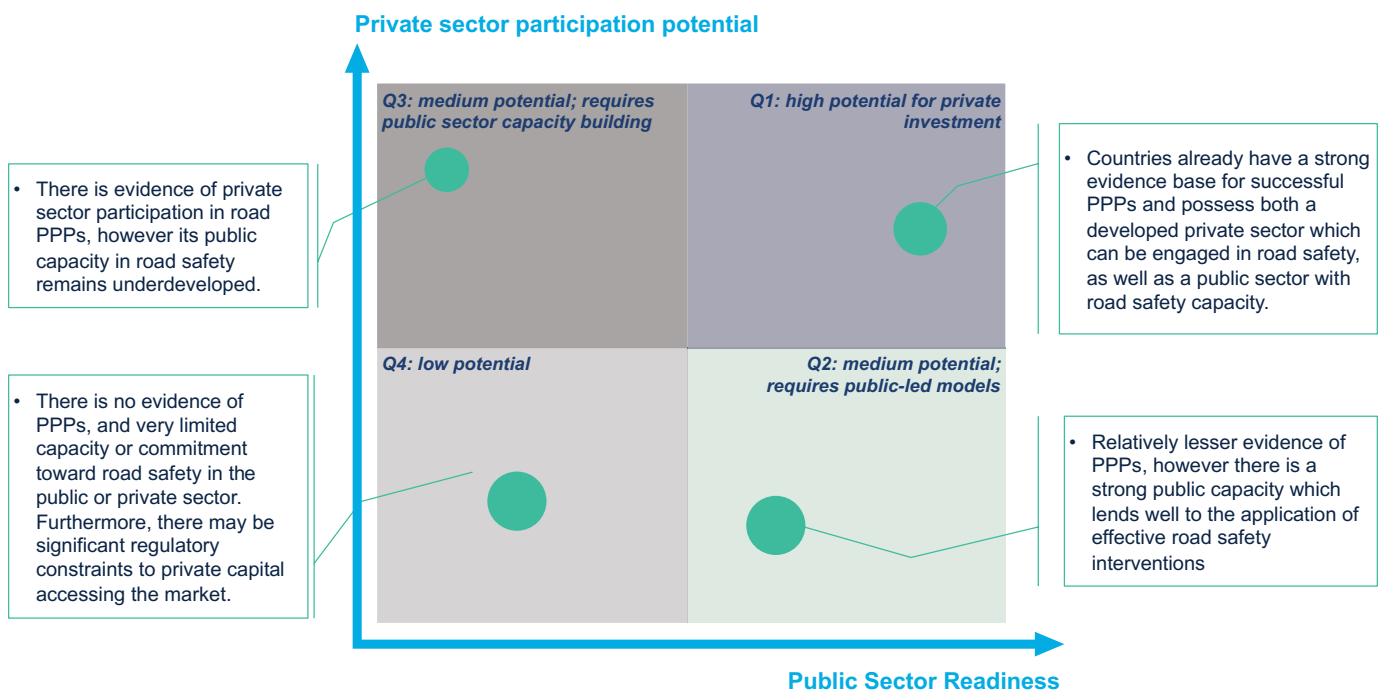 Private sector participation potential
Q3: medium potential; requires
public sector capacity building
Q1: high potential for private
investment
• There is evidence of private
sector participation in road
PPPs, however its public
capacity in road safety
remains underdeveloped.
• Countries already have a strong
evidence base for successful
PPPs and possess both a
developed private sector which
can be engaged in road safety,
as well as a public sector with
road safety capacity.
Q4: low potential
Q2: medium potential;
requires public-led models
• There is no evidence of
PPPs, and very limited
capacity or commitment
toward road safety in the
public or private sector.
Furthermore, there may be
significant regulatory
constraints to private capital
accessing the market.
• Relatively lesser evidence of
PPPs, however there is a
strong public capacity which
lends well to the application of
effective road safety
interventions
Public Sector Readiness